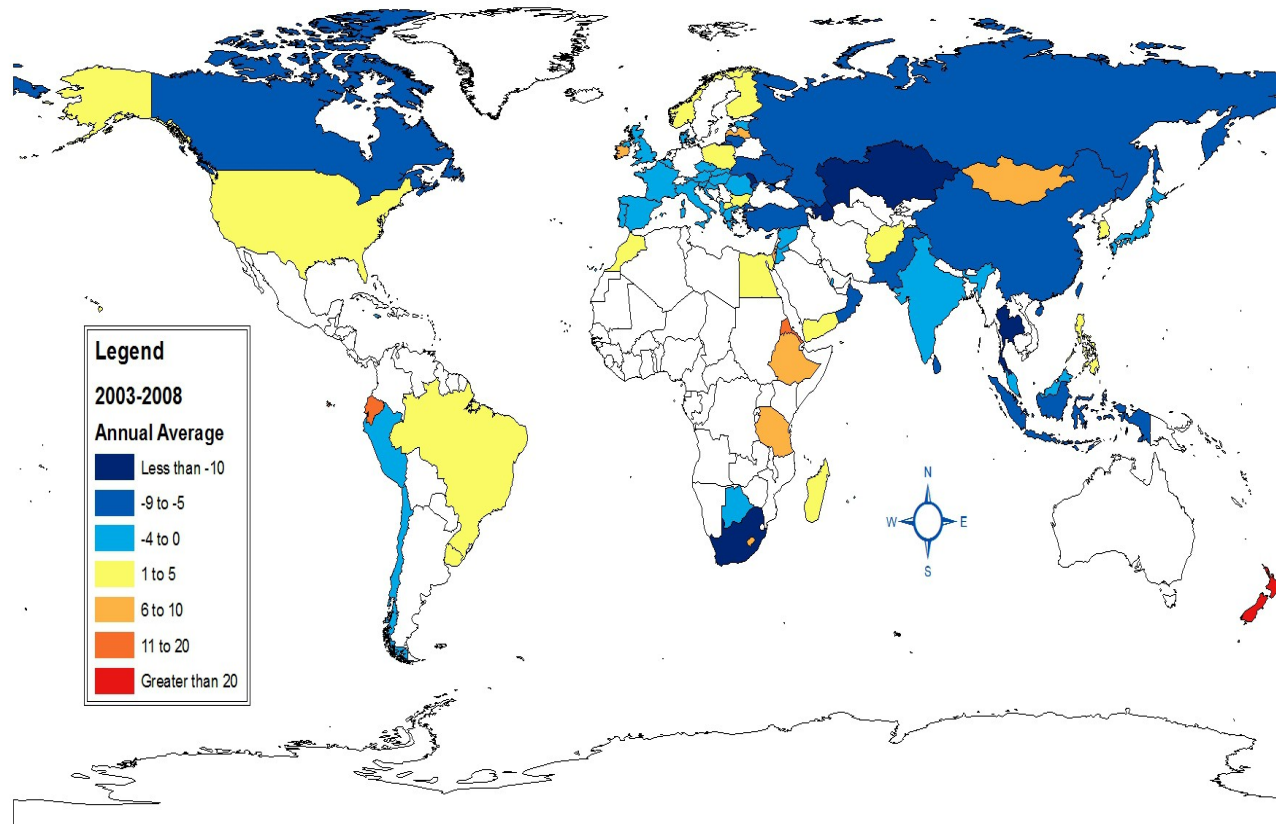 Legend
2003-2008
Annual Average
Less than -10
-9 to -5
-4 to 0
1 to 5
6 to 10
11 to 20
Greater than 20
N
W E
S